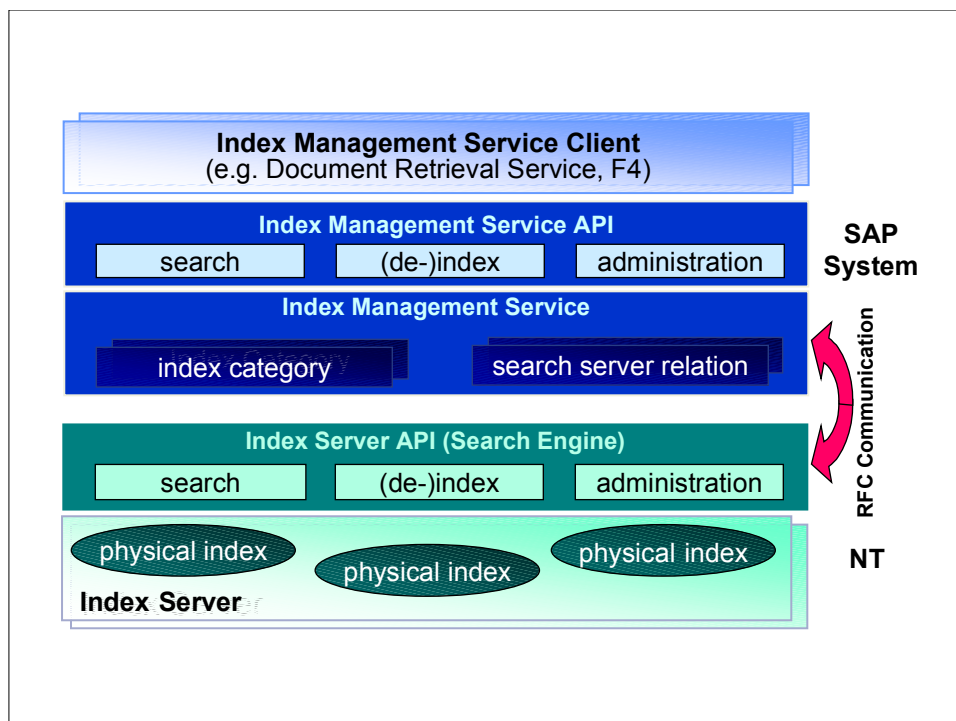 Index Management Service Client
(e.g. Document Retrieval Service, F4)
Index Management Service API
search
(de-)index
administration
SAP
System
Index Management Service
index category
search server relation
RFC Communication
Index Server API (Search Engine)
search
(de-)index
administration
physical index
physical index
physical index
NT
Index Server